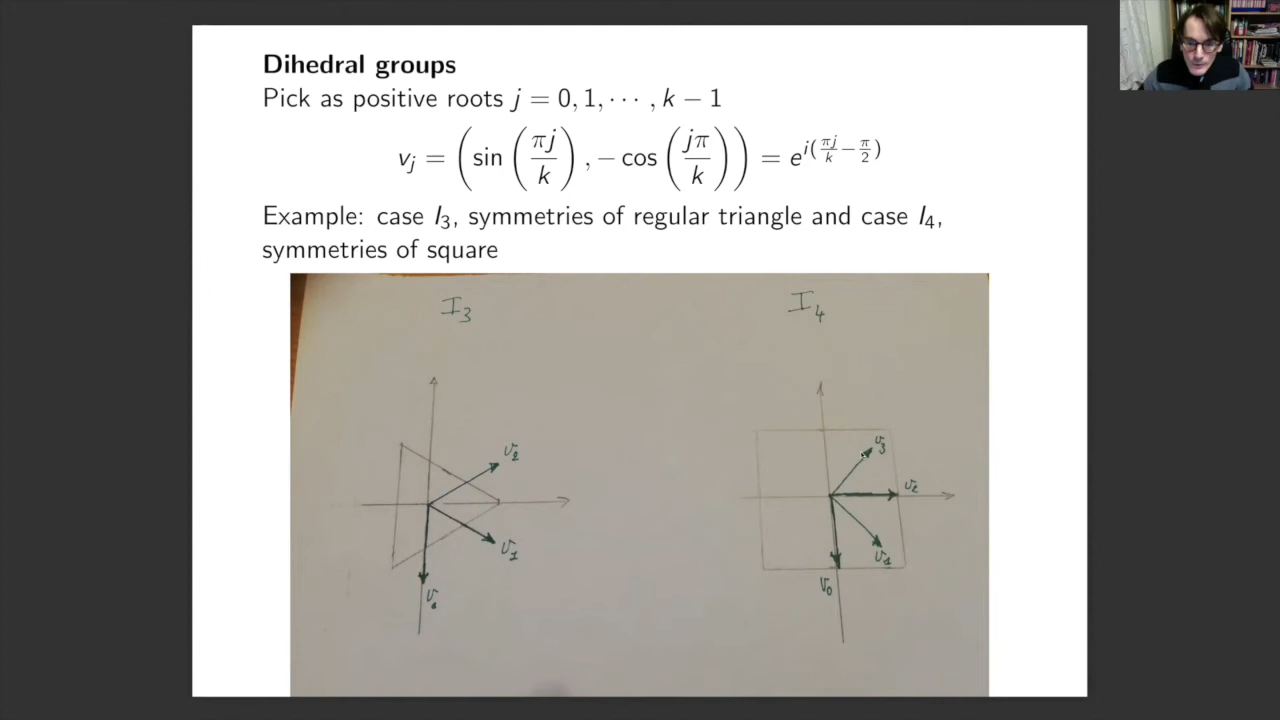 Dihedral groups
Pick as positive roots j = 0, 1, ⋯ , k − 1
v_j = (sin(πj/k), − cos(jπ/k)) = e^{i(πj/k − π/2)}
Example: case I_3, symmetries of regular triangle and case I_4,
symmetries of square
I_3
I_4
v_2
v_1
v_0
v_3
v_2
v_1
v_0